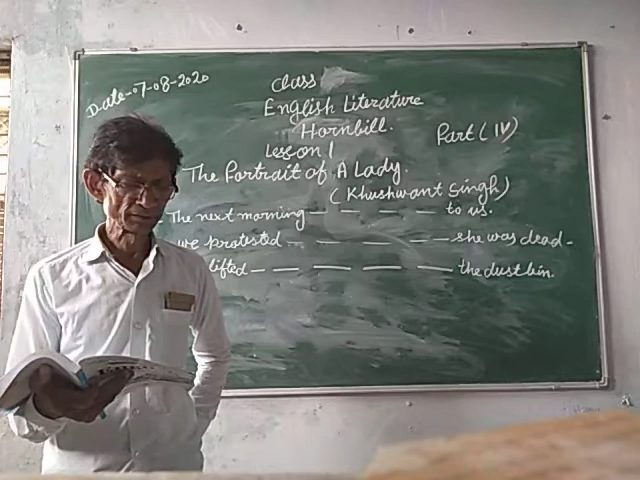 Date-07-08-2020
Class
English Literature
Hornbill.
Part (IV)
Lesson 1
The Portrait of A Lady.
(Khushwant Singh)
The next morning — — — — — to us.
we protested — — — — — she was dead-
lifted — — — — — the dust bin.